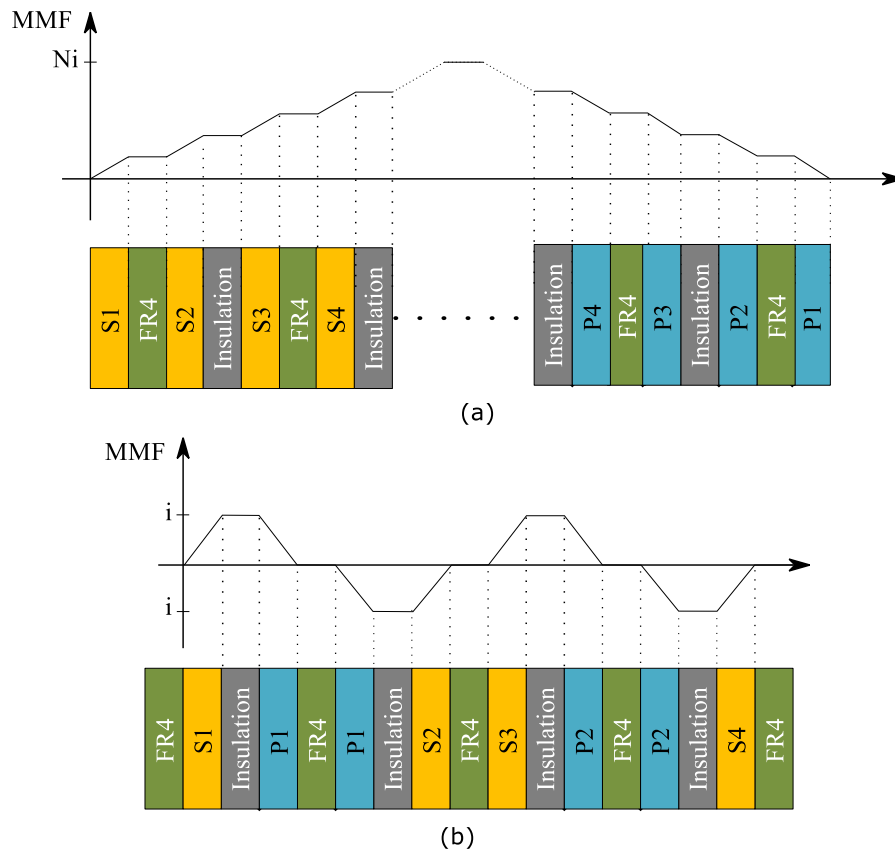 MMF
Ni
S1
FR4
S2
Insulation
S3
FR4
S4
Insulation
Insulation
P4
FR4
P3
Insulation
P2
FR4
P1
(a)
MMF
i
i
FR4
S1
Insulation
P1
FR4
P1
Insulation
S2
FR4
S3
Insulation
P2
FR4
P2
Insulation
S4
FR4
(b)